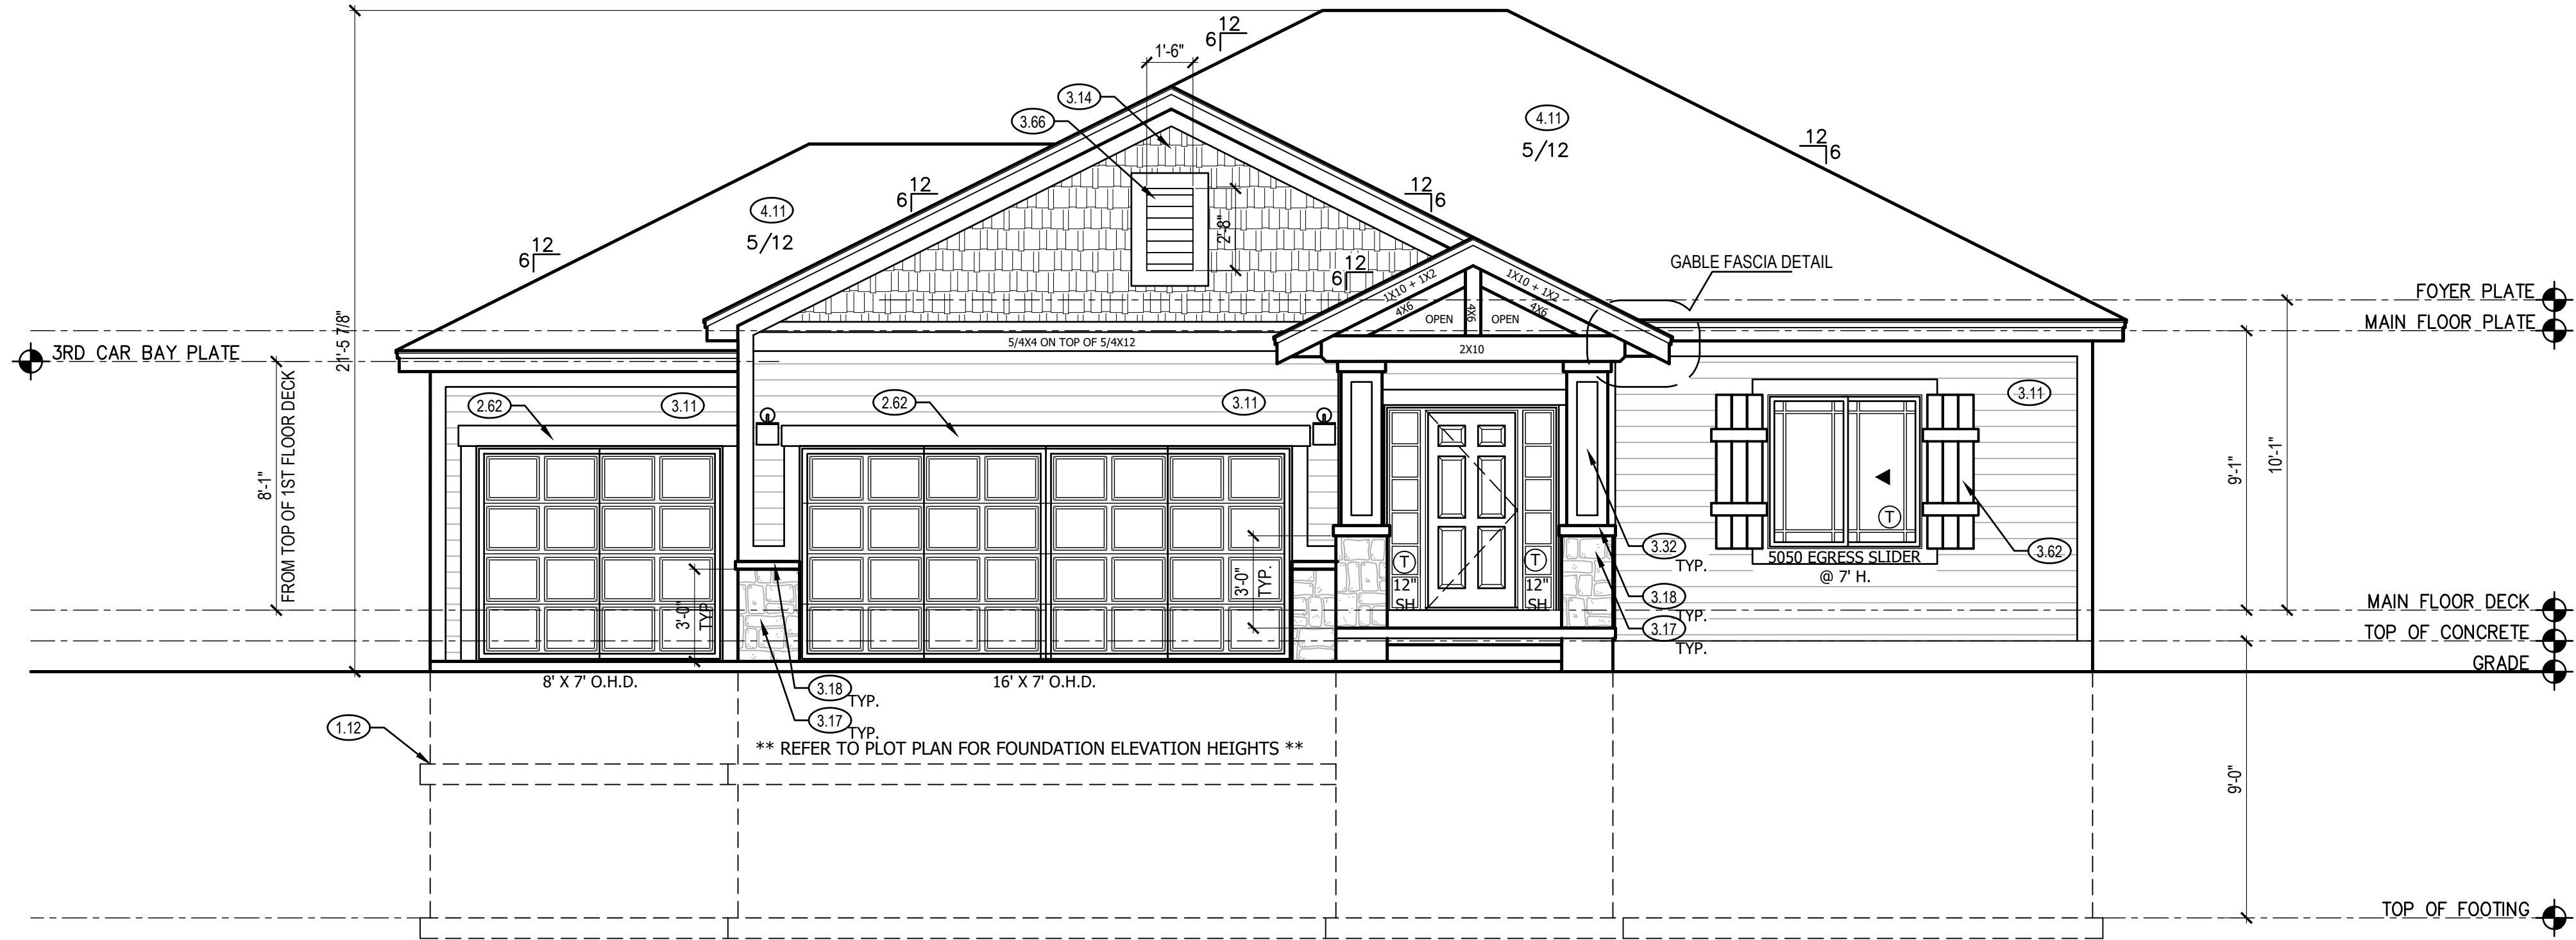 12
6
1'-6"
3.14
3.66
4.11
5/12
12
6
12
6
12
6
4.11
5/12
12
6
2'-8"
12
6
GABLE FASCIA DETAIL
1X10 + 1X2
1X10 + 1X2
4X6
4X6
4X6
OPEN
OPEN
FOYER PLATE
MAIN FLOOR PLATE
3RD CAR BAY PLATE
21'-5 7/8"
5/4X4 ON TOP OF 5/4X12
2X10
2.62
3.11
2.62
3.11
3.11
8'-1"
FROM TOP OF 1ST FLOOR DECK
9'-1"
10'-1"
T
3.32
TYP.
3.62
5050 EGRESS SLIDER
@ 7' H.
T
12"
SH
T
12"
SH
3'-0"
TYP.
3'-0"
TYP.
3.18
TYP.
3.17
TYP.
MAIN FLOOR DECK
TOP OF CONCRETE
GRADE
8' X 7' O.H.D.
16' X 7' O.H.D.
3.18
TYP.
3.17
TYP.
1.12
** REFER TO PLOT PLAN FOR FOUNDATION ELEVATION HEIGHTS **
9'-0"
TOP OF FOOTING